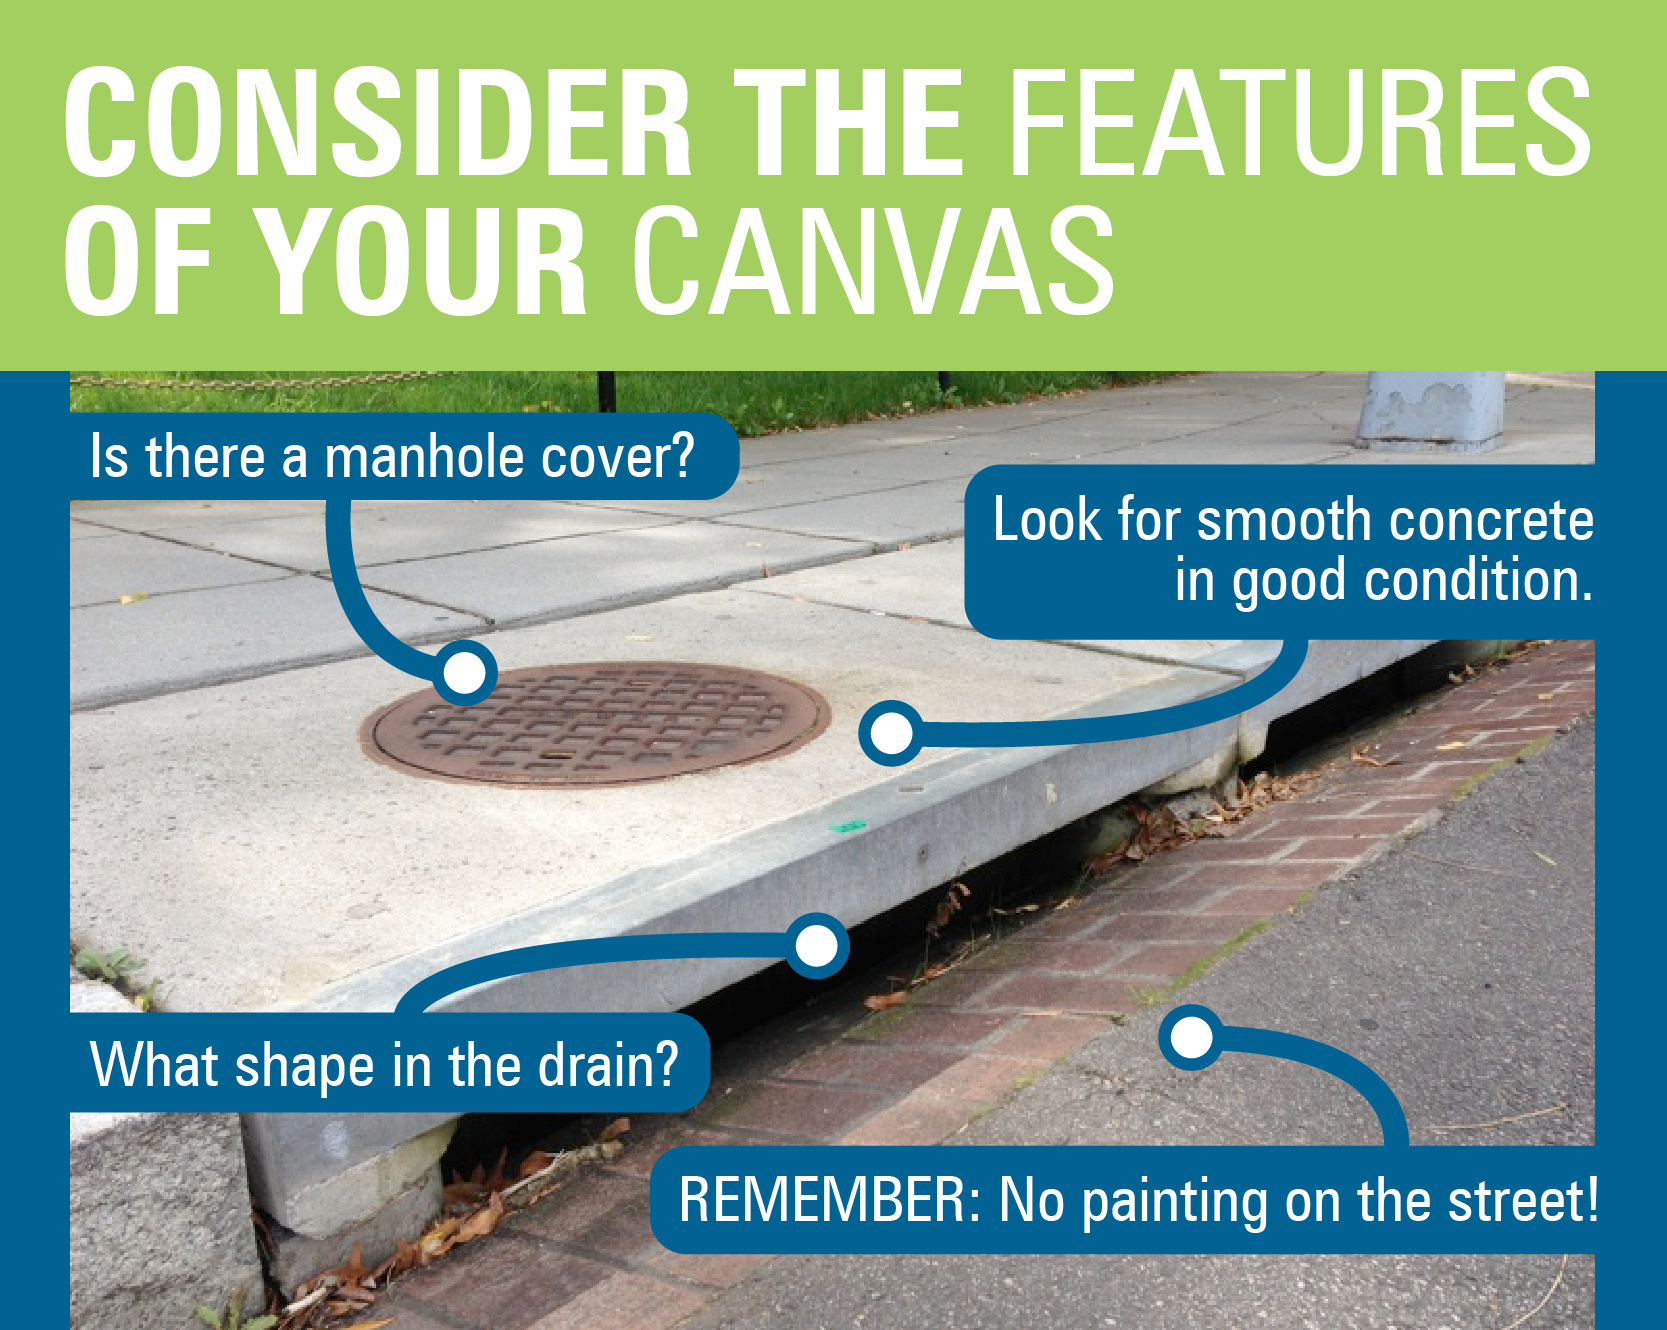 CONSIDER THE FEATURES
OF YOUR CANVAS
Is there a manhole cover?
Look for smooth concrete
in good condition.
What shape in the drain?
REMEMBER: No painting on the street!